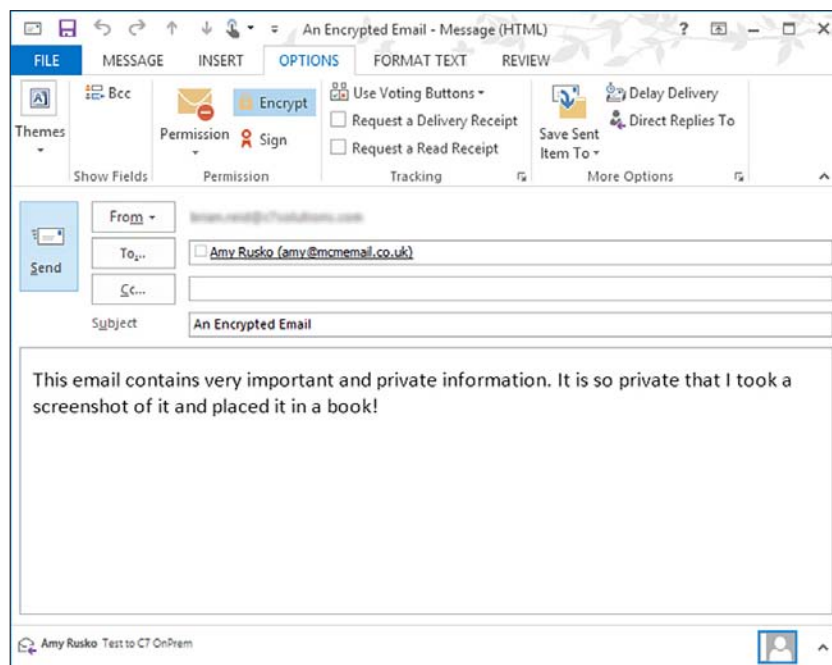 An Encrypted Email - Message (HTML)
?
FILE MESSAGE INSERT OPTIONS FORMAT TEXT REVIEW
Themes
Bcc
Show Fields
Permission
Encrypt
Sign
Permission
Use Voting Buttons
Request a Delivery Receipt
Request a Read Receipt
Tracking
Save Sent
Item To
Delay Delivery
Direct Replies To
More Options
Send
From
To...
Amy Rusko (amy@mcmemail.co.uk)
Cc...
Subject
An Encrypted Email
This email contains very important and private information. It is so private that I took a
screenshot of it and placed it in a book!
Amy Rusko Test to C7 OnPrem